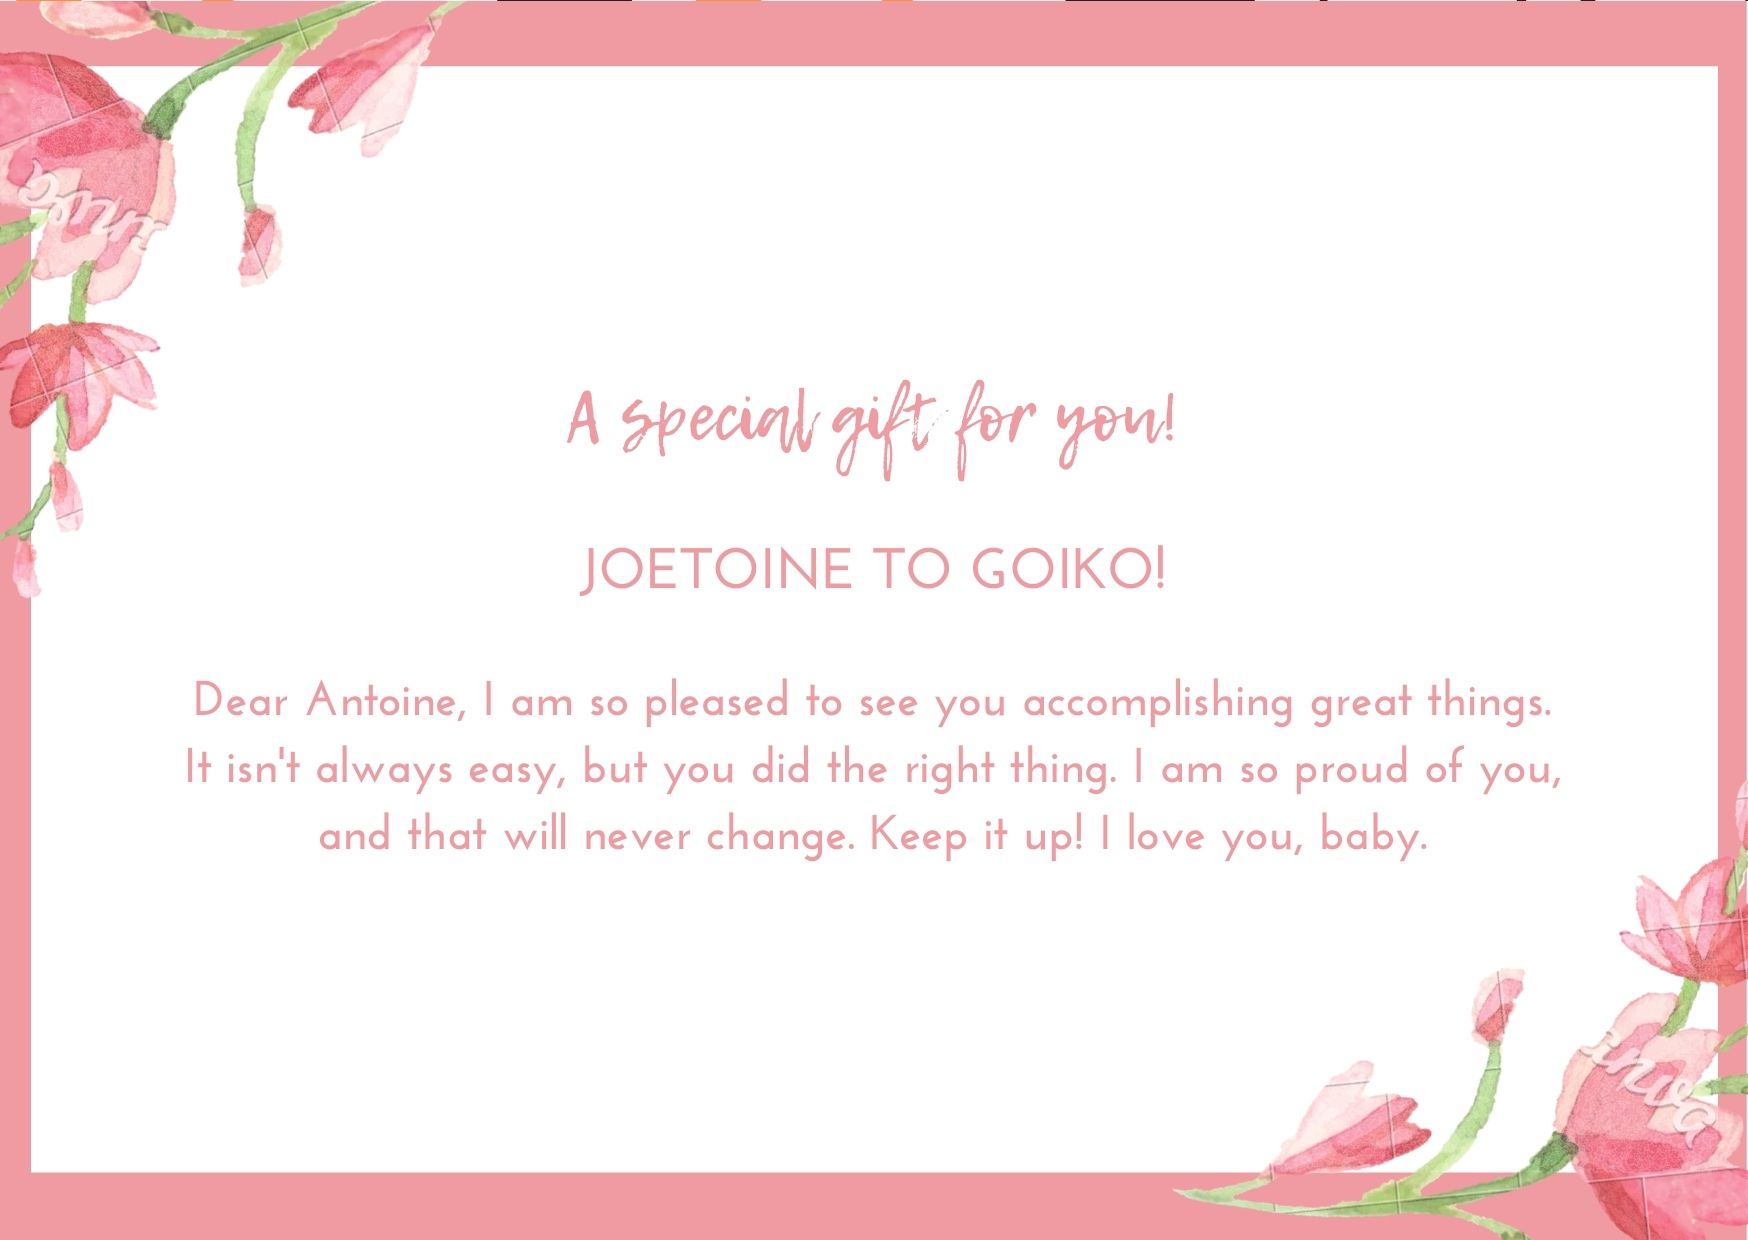 A special gift for you!
JOETOINE TO GOIKO!
Dear Antoine, I am so pleased to see you accomplishing great things.
It isn't always easy, but you did the right thing. I am so proud of you,
and that will never change. Keep it up! I love you, baby.